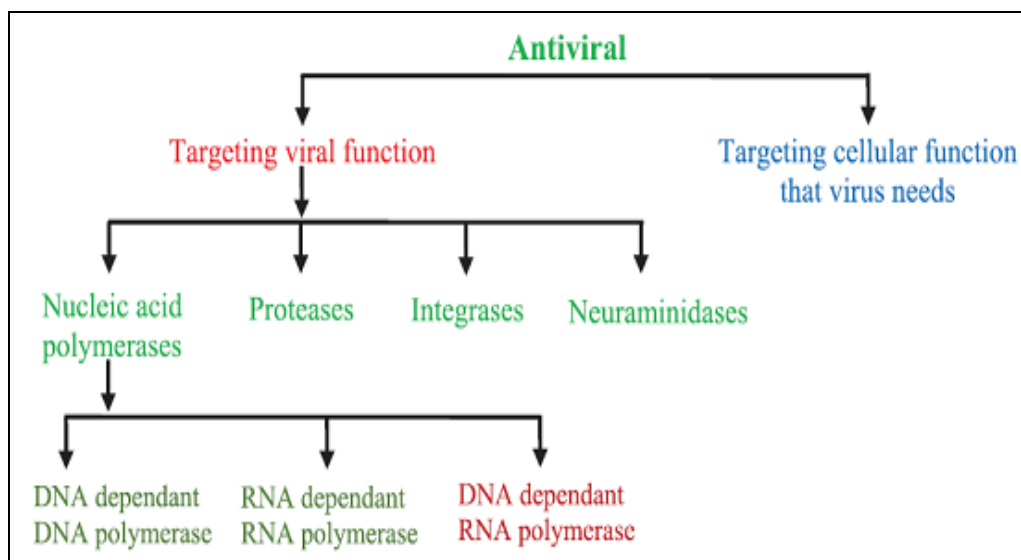 Antiviral
Targeting viral function
Targeting cellular function
that virus needs
Nucleic acid
polymerases
Proteases
Integrases
Neuraminidases
DNA dependant
DNA polymerase
RNA dependant
RNA polymerase
DNA dependant
RNA polymerase